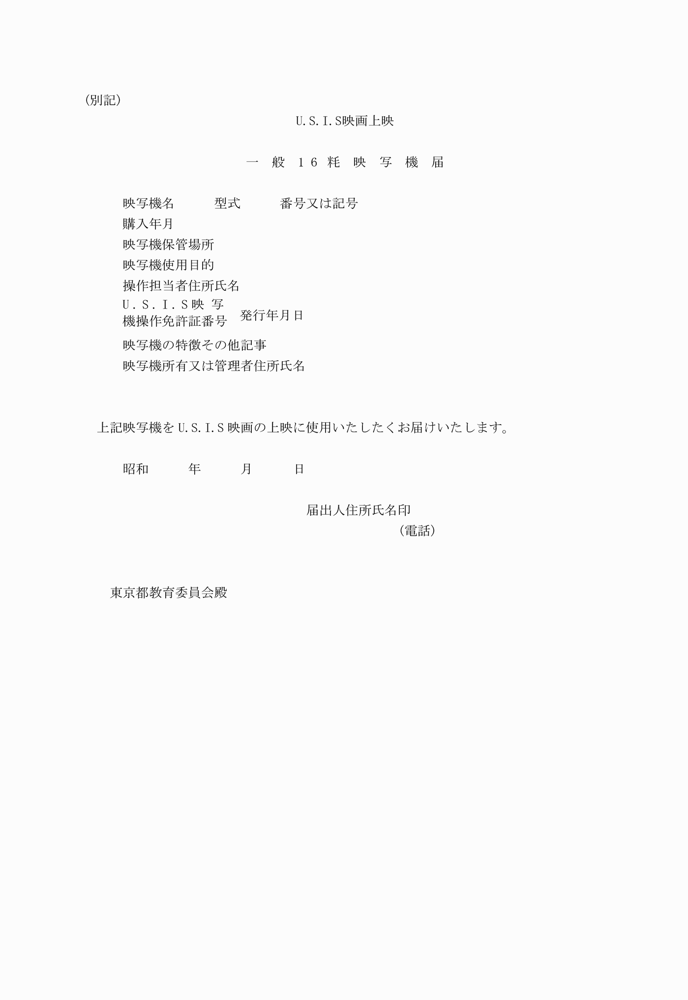 (別記)
U.S.I.S映画上映
一般16粍映写機届
映写機名　　　型式　　　番号又は記号
購入年月
映写機保管場所
映写機使用目的
操作担当者住所氏名
U.S.I.S映写
機操作免許証番号　発行年月日
映写機の特徴その他記事
映写機所有又は管理者住所氏名
上記映写機をU.S.I.S映画の上映に使用いたしたくお届けいたします。
昭和　　　年　　　月　　　日
届出人住所氏名印
(電話)
東京都教育委員会殿